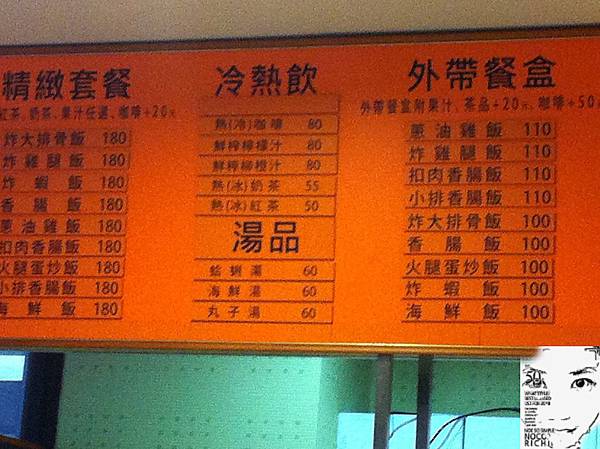 精緻套餐
紅茶、奶茶、果汁任選、咖啡+20元
炸大排骨飯 180
炸雞腿飯 180
炸蝦飯 180
香腸飯 180
蔥油雞飯 180
扣肉香腸飯 180
火腿蛋炒飯 180
小排香腸飯 180
海鮮飯 180
冷熱飲
熱(冷)咖啡 80
鮮榨檸檬汁 80
鮮榨柳橙汁 80
熱(冰)奶茶 55
熱(冰)紅茶 50
湯品
蛤蜊湯 60
海鮮湯 60
丸子湯 60
外帶餐盒
外帶餐盒附果汁、茶品+20元、咖啡+50元
蔥油雞飯 110
炸雞腿飯 110
扣肉香腸飯 110
小排香腸飯 110
炸大排骨飯 100
香腸飯 100
火腿蛋炒飯 100
炸蝦飯 100
海鮮飯 100
50
NOCC
RICH